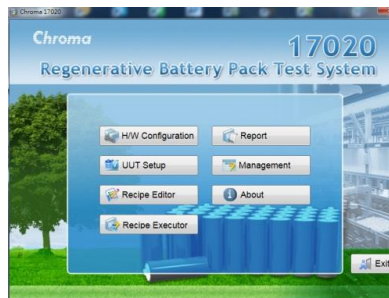 Chroma 17020
Chroma
17020
Regenerative Battery Pack Test System
H/W Configuration
Report
UUT Setup
Management
Recipe Editor
About
Recipe Executor
Exit